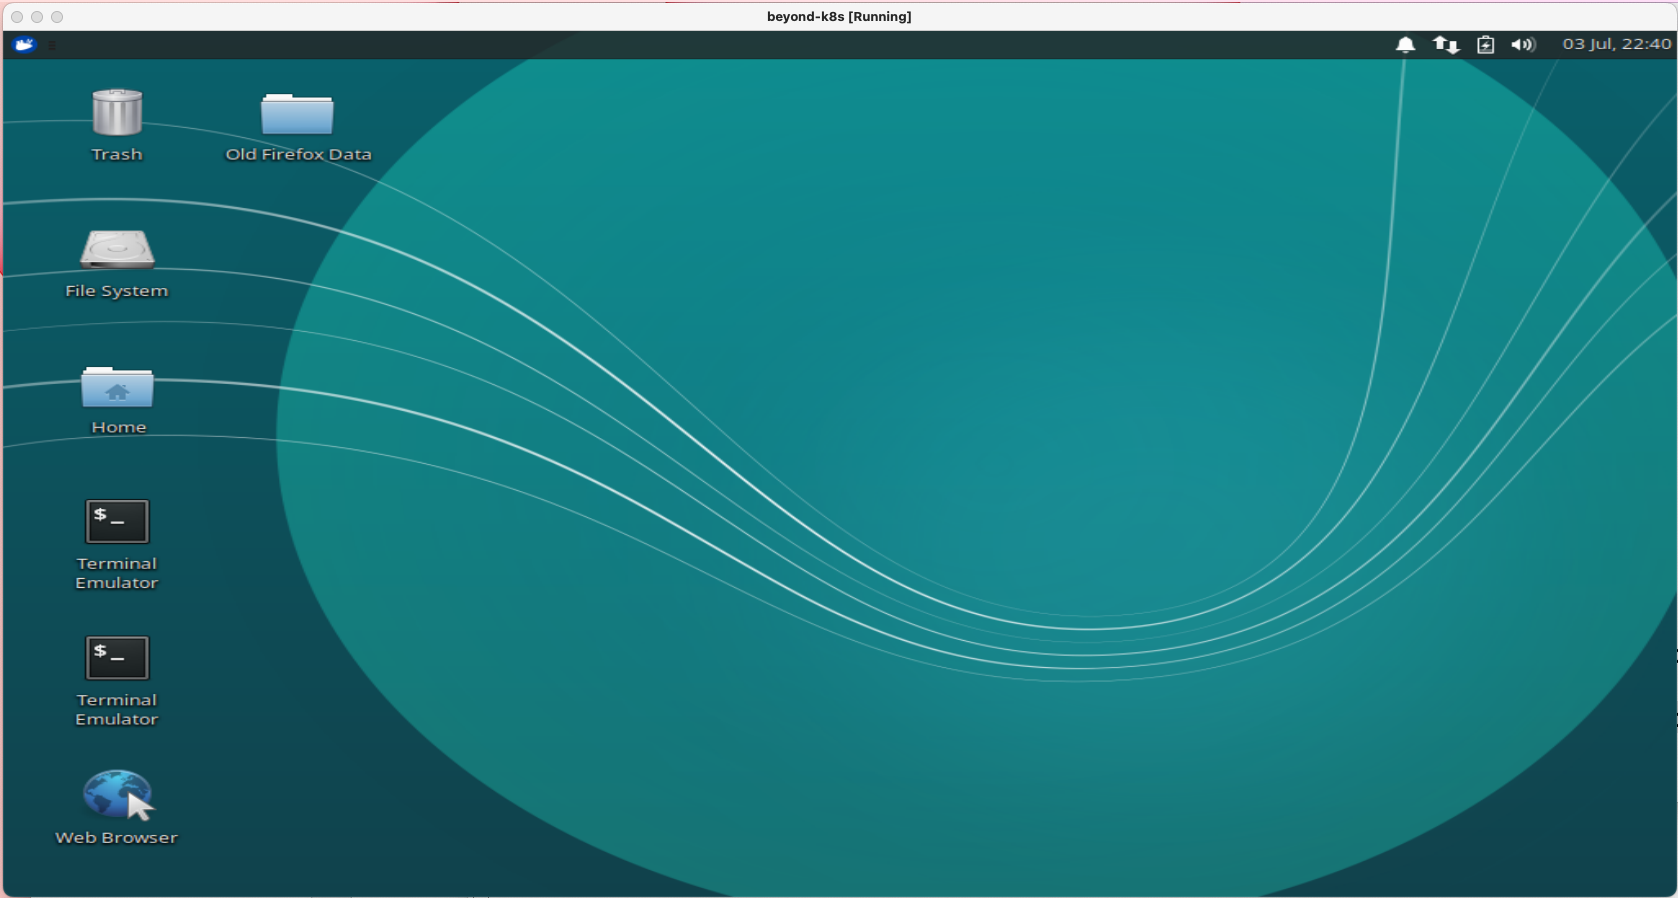 beyond-k8s [Running]
03 Jul, 22:40
Trash
Old Firefox Data
File System
Home
$ _
Terminal
Emulator
$ _
Terminal
Emulator
Web Browser